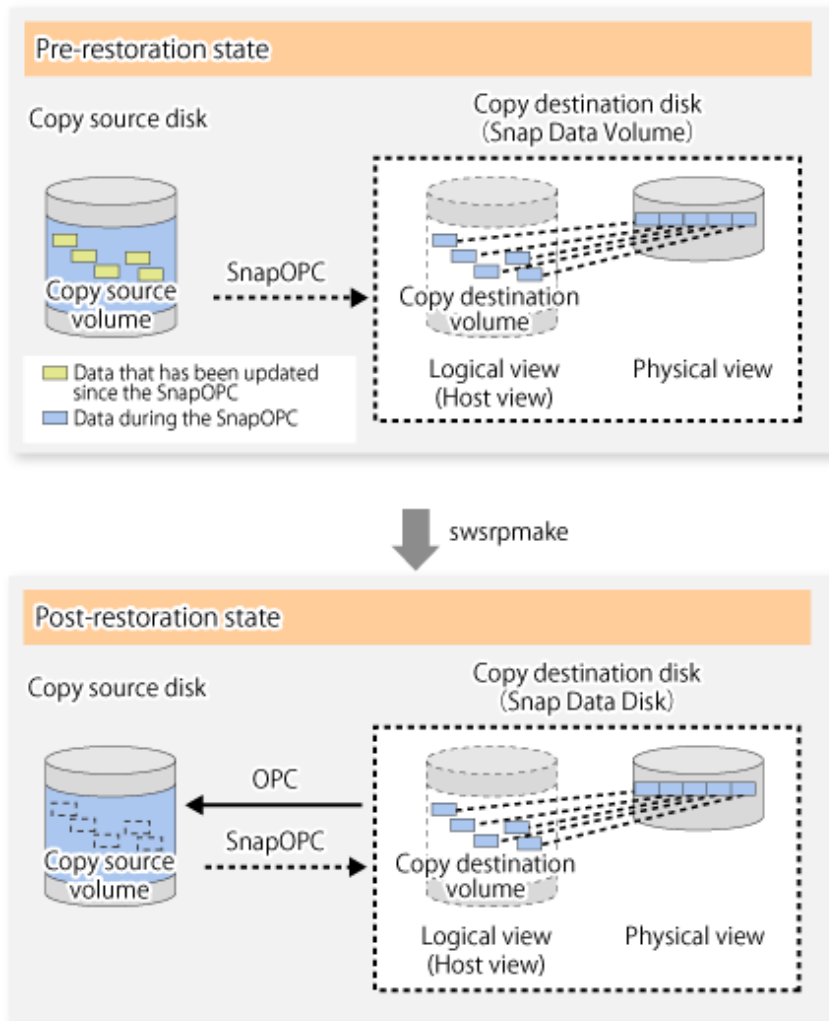 Pre-restoration state
Copy source disk
Copy destination disk
(Snap Data Volume)
SnapOPC
Copy source
volume
Copy destination
volume
Logical view
(Host view)
Physical view
Data that has been updated
since the SnapOPC
Data during the SnapOPC
swsrpmake
Post-restoration state
Copy source disk
Copy destination disk
(Snap Data Disk)
OPC
SnapOPC
Copy source
volume
Copy destination
volume
Logical view
(Host view)
Physical view